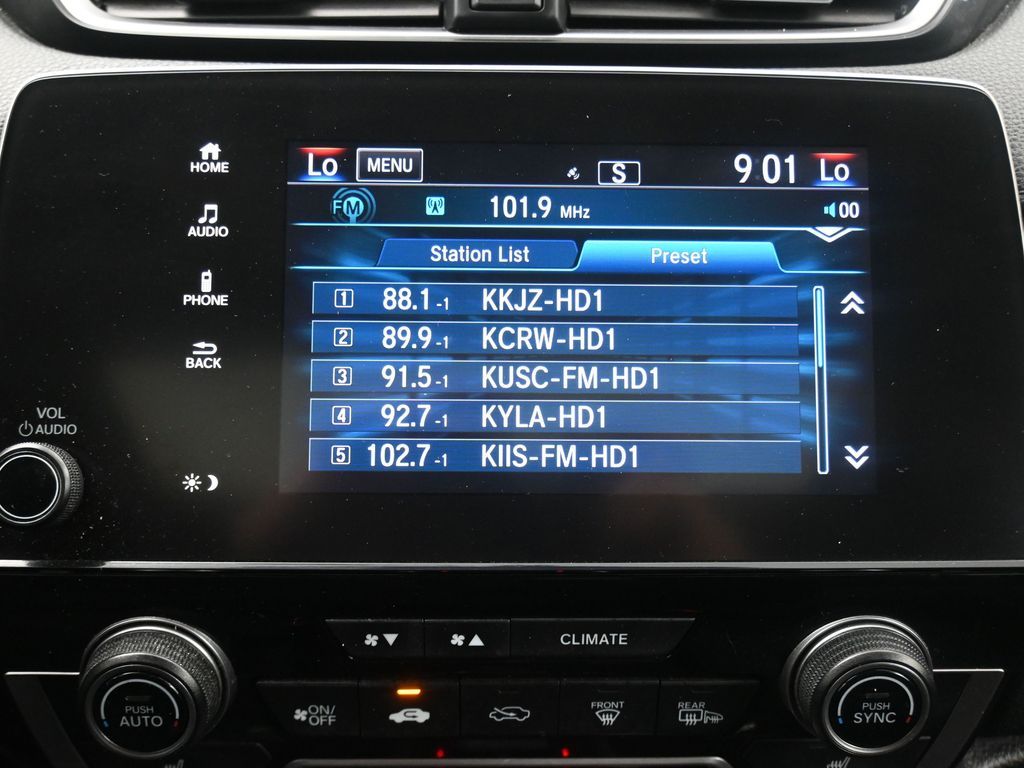 HOME
AUDIO
PHONE
BACK
VOL
AUDIO
Lo MENU S 9:01 Lo
FM 101.9 MHz 00
Station List Preset
1 88.1 -1 KKJZ-HD1
2 89.9 -1 KCRW-HD1
3 91.5 -1 KUSC-FM-HD1
4 92.7 -1 KYLA-HD1
5 102.7 -1 KIIS-FM-HD1
CLIMATE
PUSH
AUTO
ON/
OFF
FRONT
REAR
PUSH
SYNC